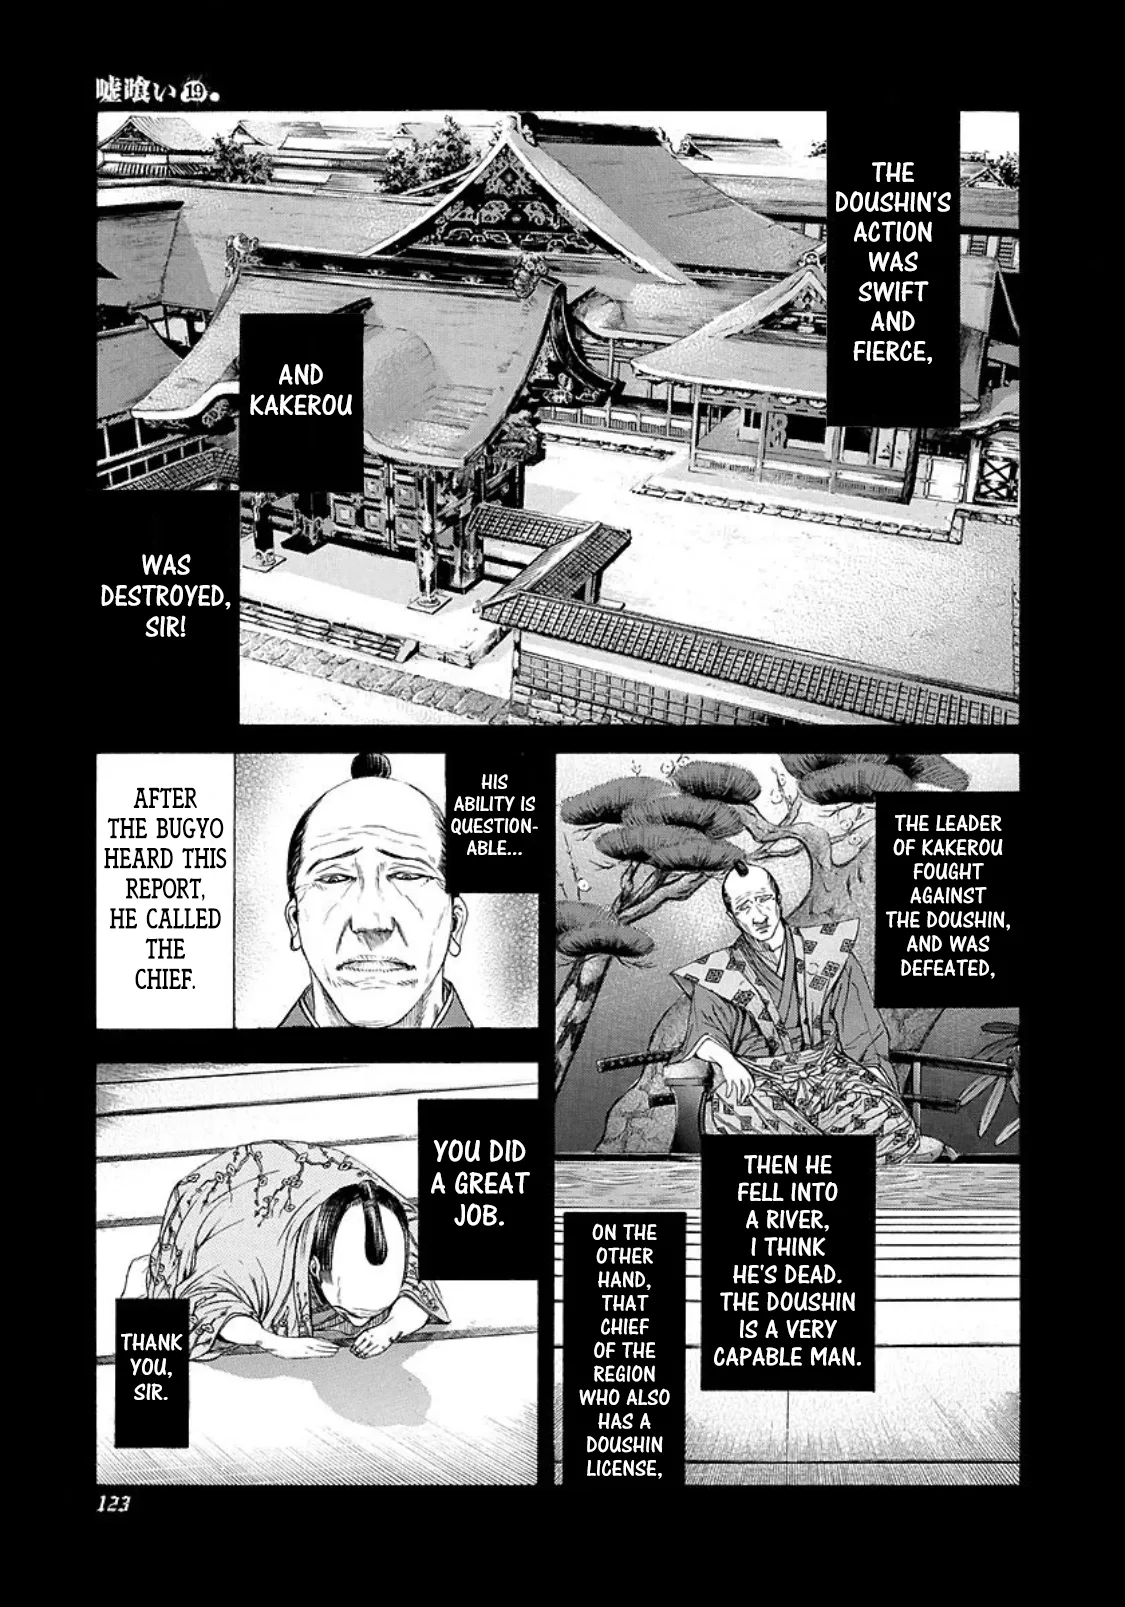 嘘喰い 19
THE
DOUSHIN'S
ACTION
WAS
SWIFT
AND
FIERCE,
AND
KAKEROU
WAS
DESTROYED,
SIR!
THE LEADER
OF KAKEROU
FOUGHT
AGAINST
THE DOUSHIN,
AND WAS
DEFEATED,
THEN HE
FELL INTO
A RIVER,
I THINK
HE'S DEAD.
THE DOUSHIN
IS A VERY
CAPABLE MAN.
ON THE
OTHER
HAND,
THAT
CHIEF
OF THE
REGION
WHO ALSO
HAS A
DOUSHIN
LICENSE,
HIS
ABILITY IS
QUESTION-
ABLE...
AFTER
THE BUGYO
HEARD THIS
REPORT,
HE CALLED
THE
CHIEF.
YOU DID
A GREAT
JOB.
THANK
YOU,
SIR.
123